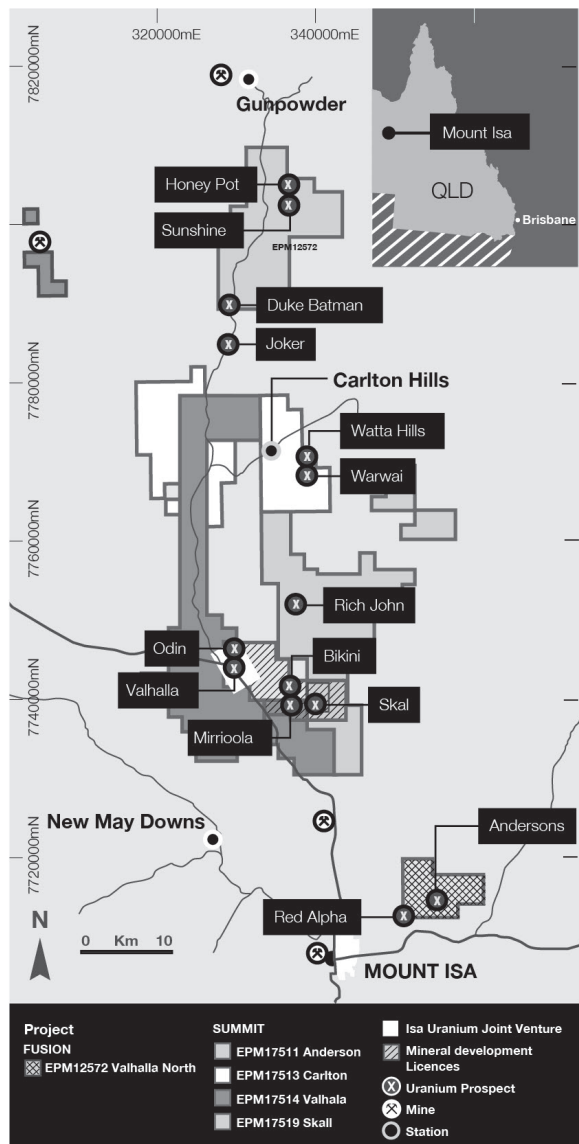 320000mE
340000mE
7820000mN
Gunpowder
Mount Isa
QLD
Brisbane
Honey Pot
Sunshine
EPM12572
Duke Batman
Joker
7780000mN
Carlton Hills
Watta Hills
Warwai
7760000mN
Rich John
Odin
Bikini
Valhalla
Skal
7740000mN
Mirrioola
New May Downs
Andersons
7720000mN
Red Alpha
N
0 Km 10
MOUNT ISA
Project
FUSION
EPM12572 Valhalla North
SUMMIT
EPM17511 Anderson
EPM17513 Carlton
EPM17514 Valhala
EPM17519 Skall
Isa Uranium Joint Venture
Mineral development
Licences
X Uranium Prospect
Mine
Station